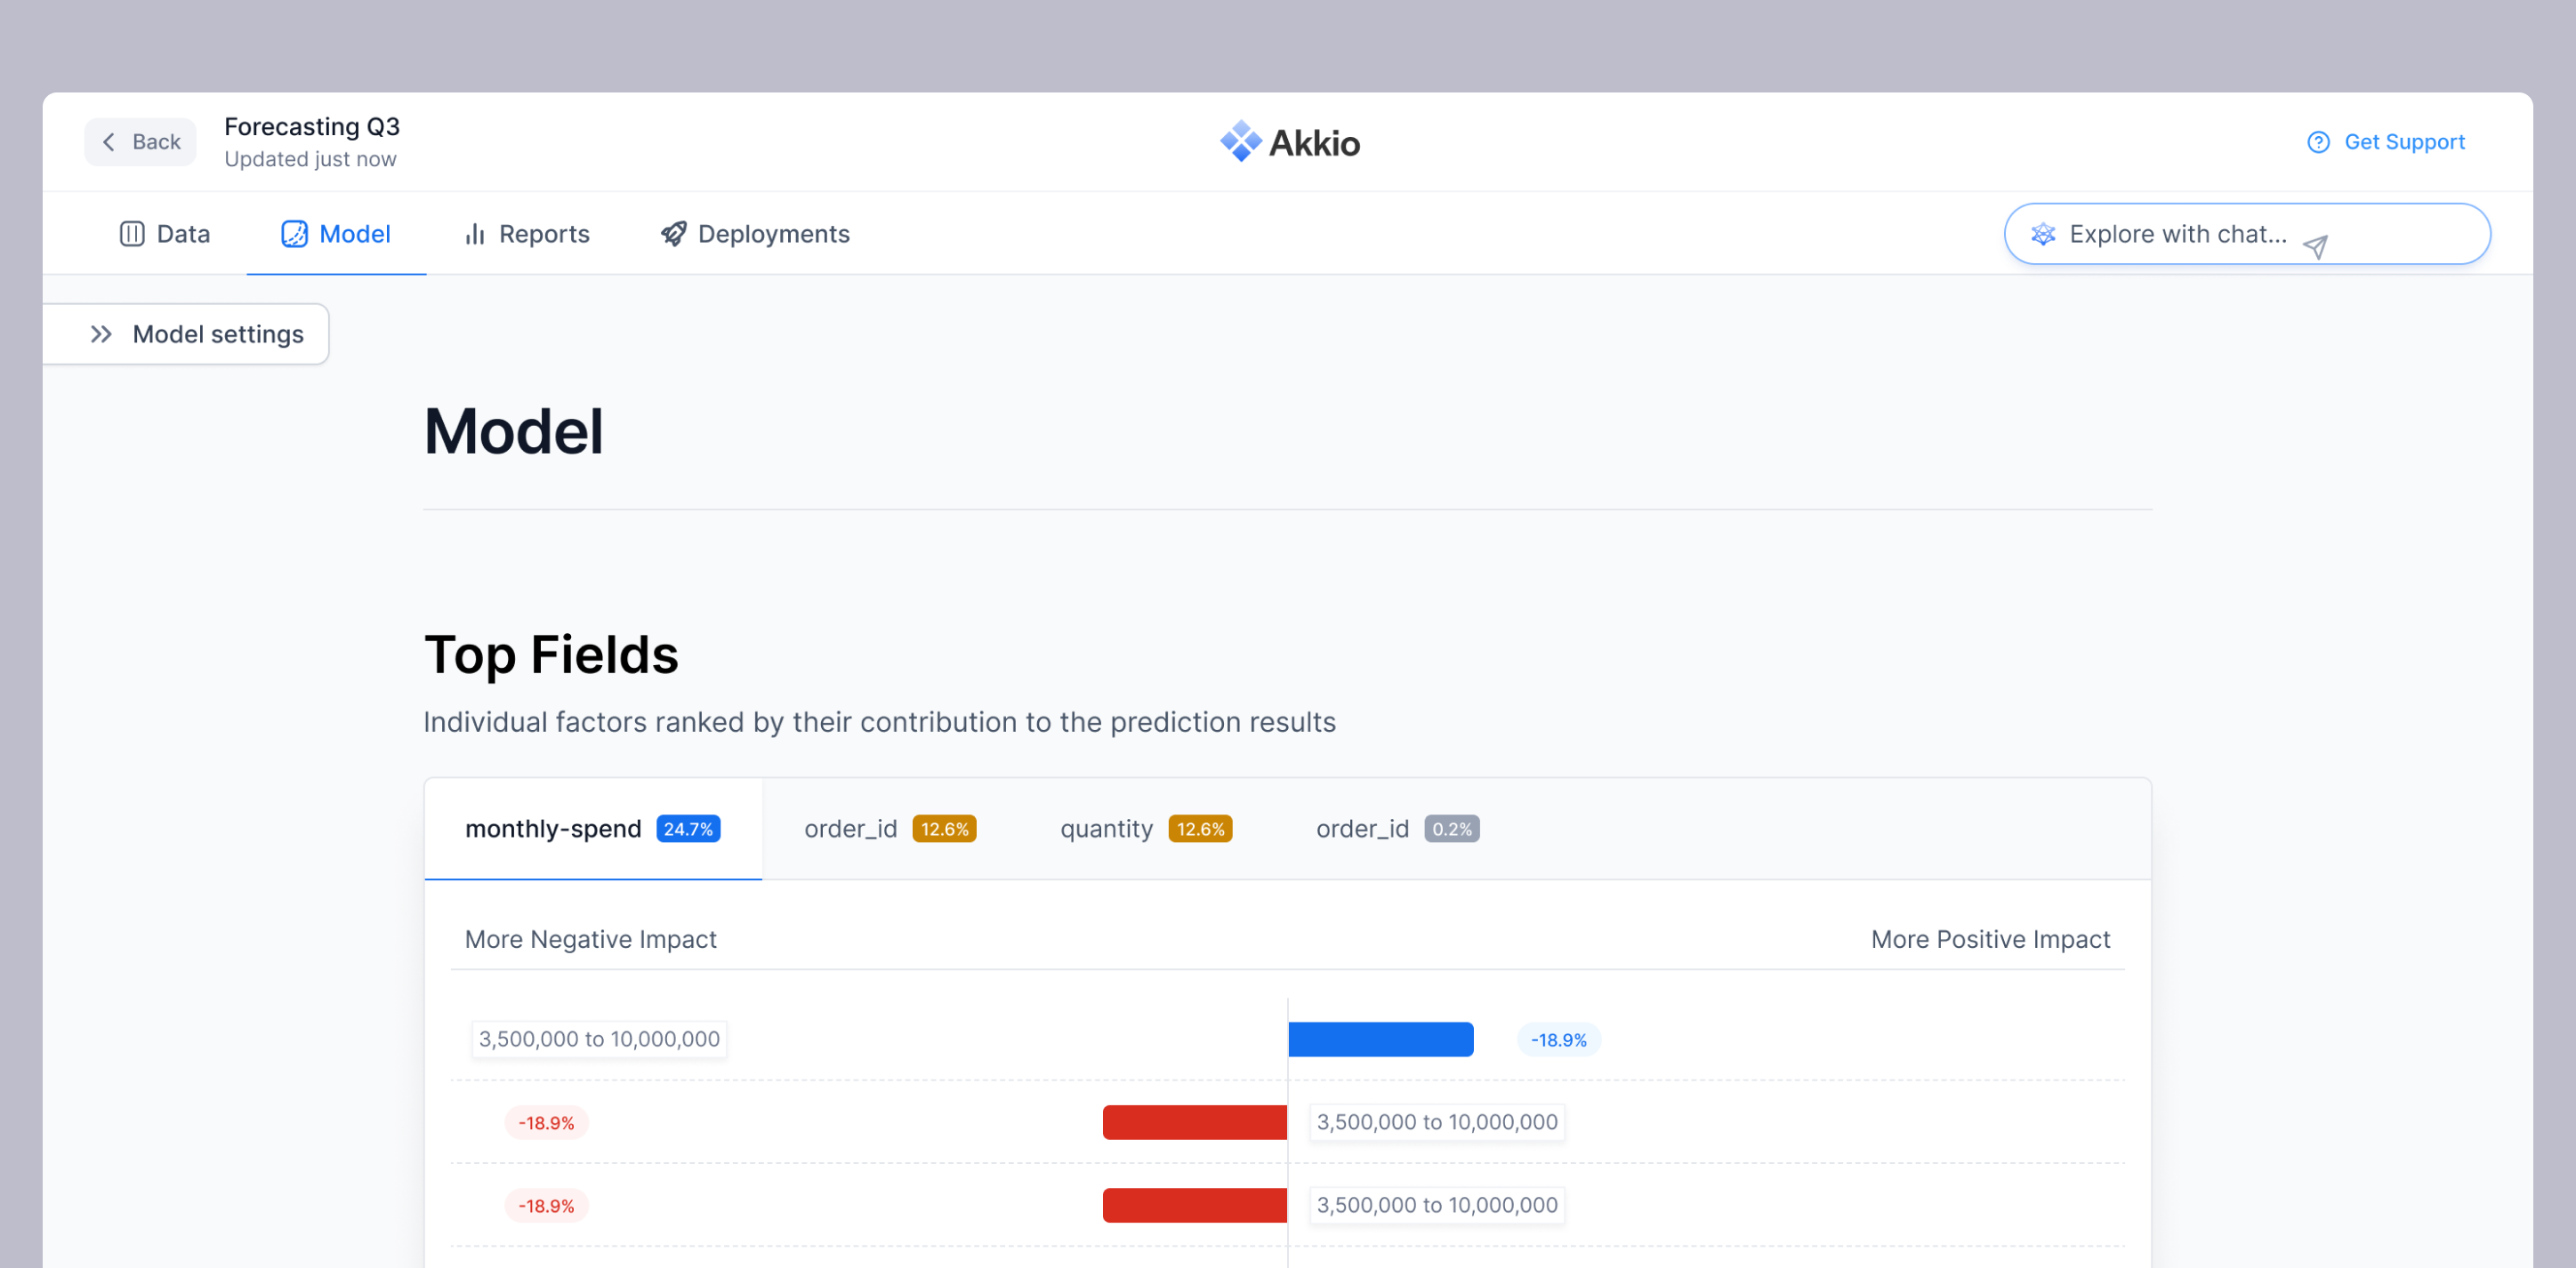 Back
Forecasting Q3
Updated just now
Akkio
Get Support
Data
Model
Reports
Deployments
Explore with chat...
Model settings
Model
Top Fields
Individual factors ranked by their contribution to the prediction results
monthly-spend 24.7%
order_id 12.6%
quantity 12.6%
order_id 0.2%
More Negative Impact
More Positive Impact
3,500,000 to 10,000,000 -18.9%
-18.9% 3,500,000 to 10,000,000
-18.9% 3,500,000 to 10,000,000